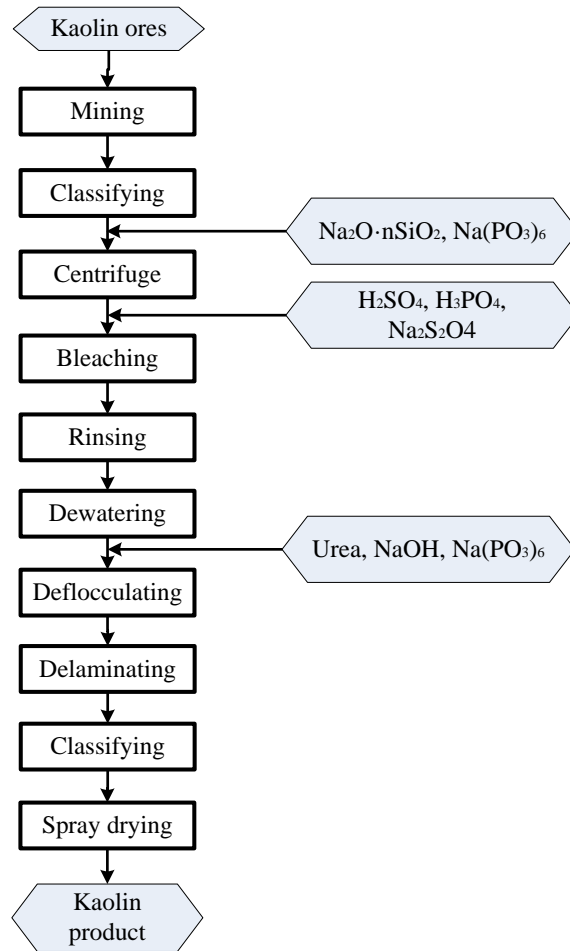 Kaolin ores
Mining
Classifying
Na₂O·nSiO₂, Na(PO₃)₆
Centrifuge
H₂SO₄, H₃PO₄,
Na₂S₂O4
Bleaching
Rinsing
Dewatering
Urea, NaOH, Na(PO₃)₆
Deflocculating
Delaminating
Classifying
Spray drying
Kaolin
product